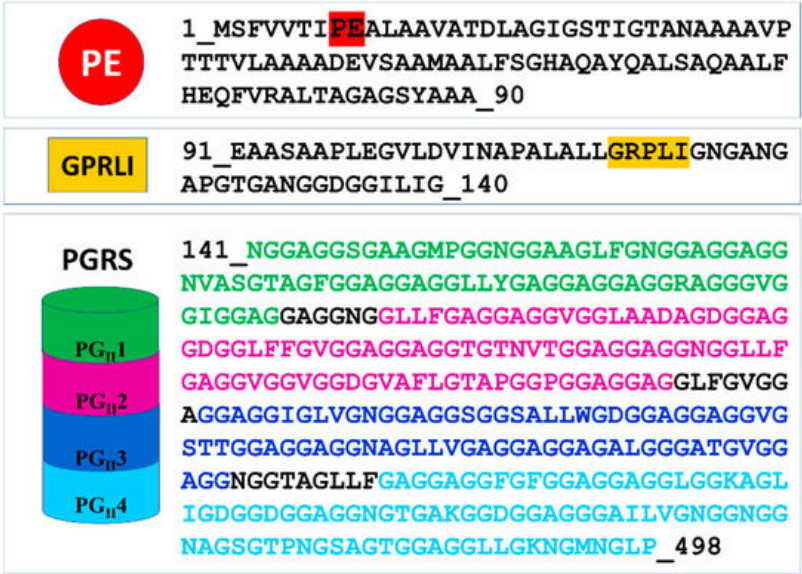 PE
1_MSFVVTIPEALAAVATDLAGIGSTIGTANAAAAVP
TTTVLAAAADEVSAAMAALFSGHAQAYQALSAQAALF
HEQFVRALTAGAGSYAAA_90
GPRLI
91_EAASAAPLEGVLDVINAPALALLGRPLIGNGANG
APGTGANGGDGGILIG_140
PGRS
141_NGGAGGSGAAGMPGGNGGAAGLFGNGGAGGAGG
NVASGTAGFGGAGGAGGLLYGAGGAGGAGGRAGGGVG
GIGGAGGAGGNGGLLFGAGGAGGVGGLAADAGDGGAG
GDGGLFFGVGGAGGAGGTGTNVTGGAGGAGGNGGLLF
GAGGVGGVGGDGVAFLGTAPGGPGGAGGAGGLFGVGG
AGGAGGIGLVGNGGAGGSGGSALLWGDGGAGGAGGVG
STTGGAGGAGGNAGLLVGAGGAGGAGALGGGATGVGG
AGGNGGTAGLLFGAGGAGGFGFGGAGGAGGLGGKAGL
IGDGGDGGAGGNGTGAKGGDGGAGGGAILVGNGGNGG
NAGSGTPNGSAGTGGAGGLLGKNGMNGLP_498
PGII1
PGII2
PGII3
PGII4